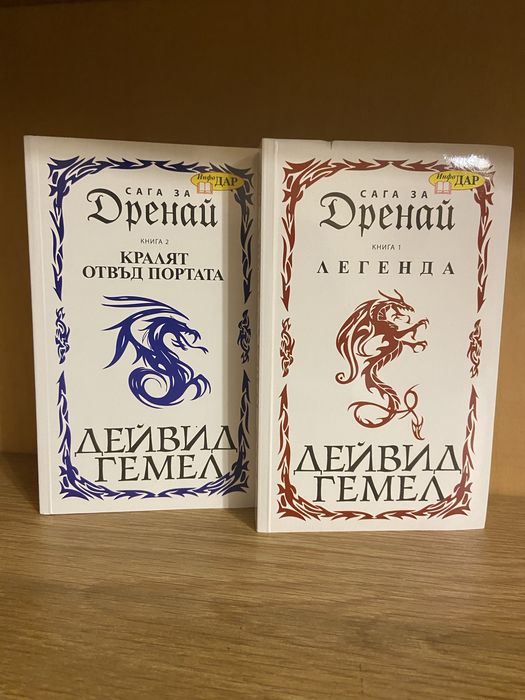 Инфо ДАР
САГА ЗА
Дренай
КНИГА 2
КРАЛЯТ
ОТВЪД ПОРТАТА
ДЕЙВИД
ГЕМЕЛ
Инфо ДАР
САГА ЗА
Дренай
КНИГА 1
ЛЕГЕНДА
ДЕЙВИД
ГЕМЕЛ